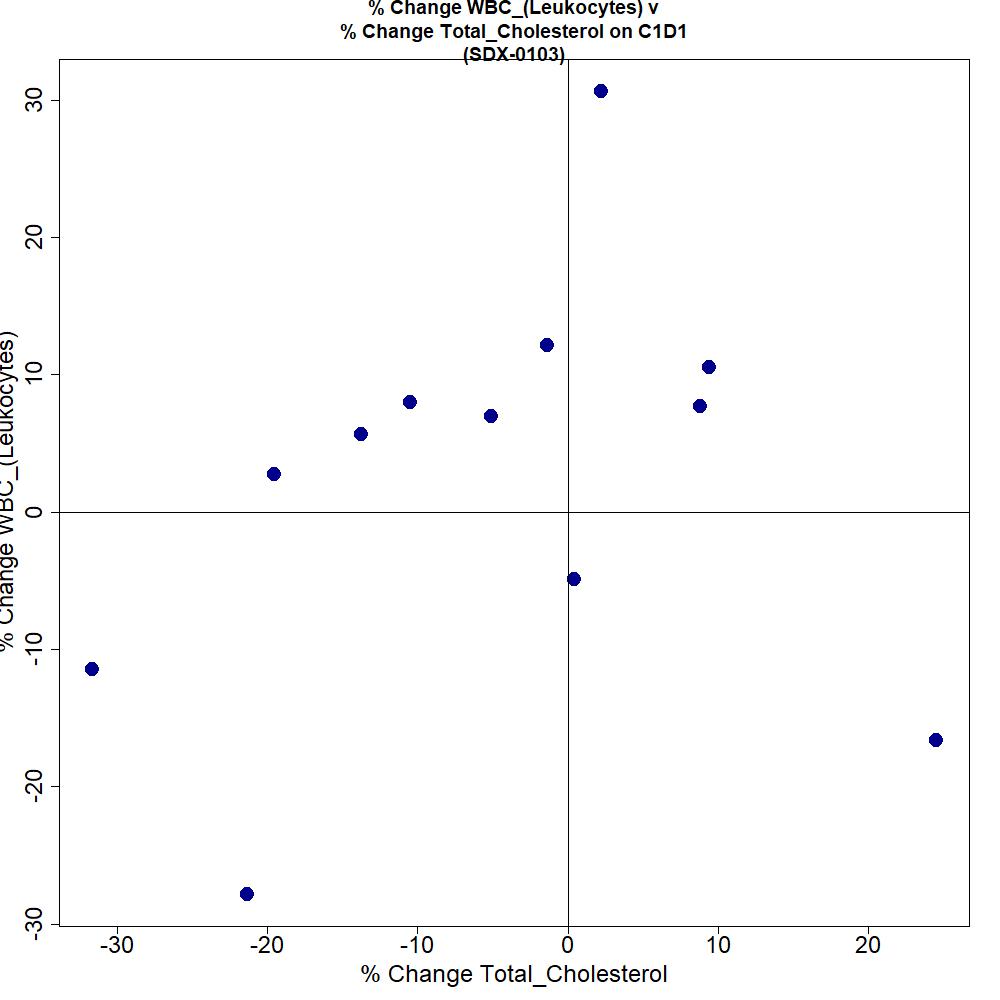 % Change WBC_(Leukocytes) v
% Change Total_Cholesterol on C1D1
(SDX-0103)
% Change WBC_(Leukocytes)
30
20
10
0
-10
-20
-30
-30 -20 -10 0 10 20
% Change Total_Cholesterol